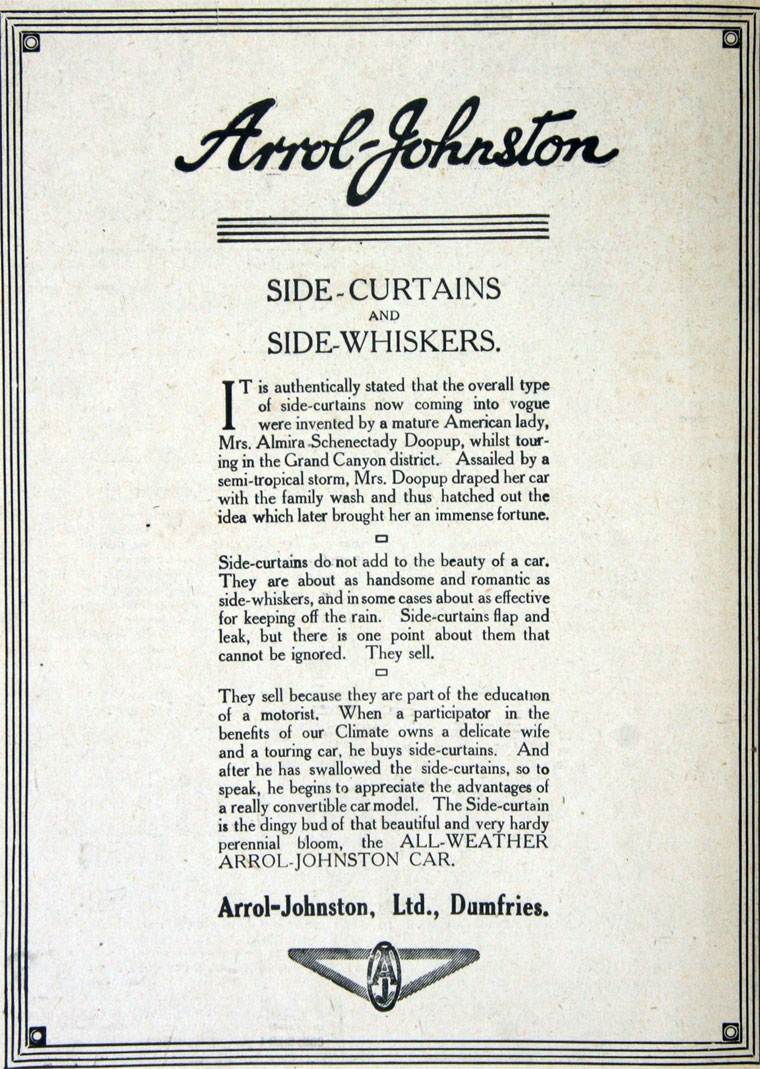 Arrol-Johnston
SIDE-CURTAINS
AND
SIDE-WHISKERS.
IT is authentically stated that the overall type
of side-curtains now coming into vogue
were invented by a mature American lady,
Mrs. Almira Schenectady Doopup, whilst tour-
ing in the Grand Canyon district. Assailed by a
semi-tropical storm, Mrs. Doopup draped her car
with the family wash and thus hatched out the
idea which later brought her an immense fortune.
Side-curtains do not add to the beauty of a car.
They are about as handsome and romantic as
side-whiskers, and in some cases about as effective
for keeping off the rain. Side-curtains flap and
leak, but there is one point about them that
cannot be ignored. They sell.
They sell because they are part of the education
of a motorist. When a participator in the
benefits of our Climate owns a delicate wife
and a touring car, he buys side-curtains. And
after he has swallowed the side-curtains, so to
speak, he begins to appreciate the advantages of
a really convertible car model. The Side-curtain
is the dingy bud of that beautiful and very hardy
perennial bloom, the ALL-WEATHER
ARROL-JOHNSTON CAR.
Arrol-Johnston, Ltd., Dumfries.
AJ